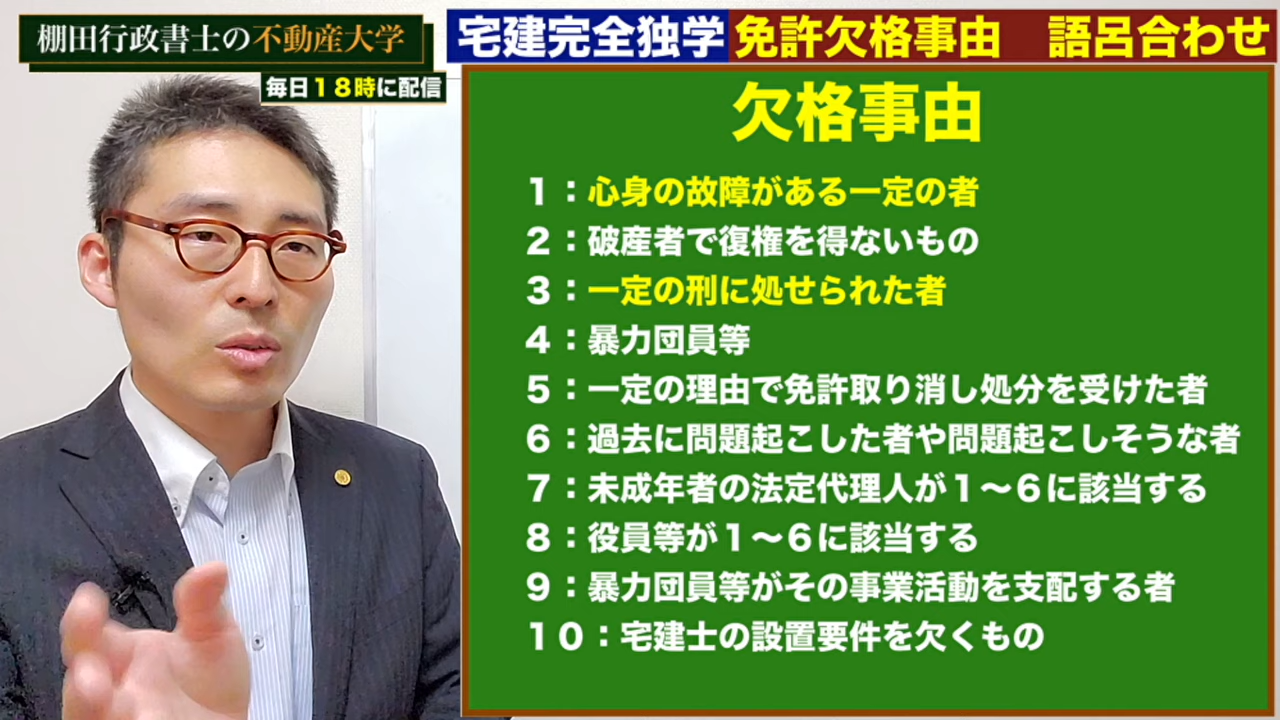 棚田行政書士の不動産大学
毎日18時に配信
宅建完全独学 免許欠格事由 語呂合わせ
欠格事由
1：心身の故障がある一定の者
2：破産者で復権を得ないもの
3：一定の刑に処せられた者
4：暴力団員等
5：一定の理由で免許取り消し処分を受けた者
6：過去に問題起こした者や問題起こしそうな者
7：未成年者の法定代理人が1〜6に該当する
8：役員等が1〜6に該当する
9：暴力団員等がその事業活動を支配する者
10：宅建士の設置要件を欠くもの